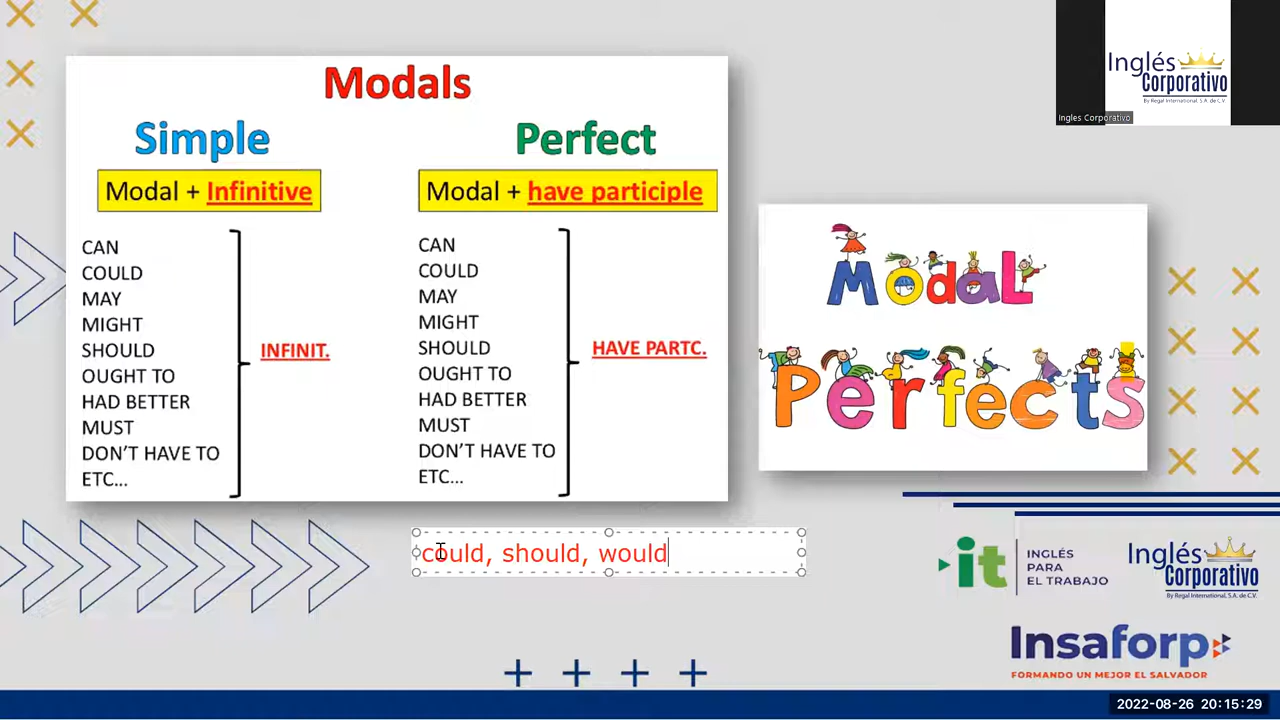 Modals
Simple
Perfect
Modal + Infinitive
Modal + have participle
CAN
COULD
MAY
MIGHT
SHOULD
OUGHT TO
HAD BETTER
MUST
DON'T HAVE TO
ETC...
INFINIT.
CAN
COULD
MAY
MIGHT
SHOULD
OUGHT TO
HAD BETTER
MUST
DON'T HAVE TO
ETC...
HAVE PARTC.
Modal
Perfects
could, should, would
Inglés
Corporativo
By Regal International, S.A. de C.V.
Ingles Corporativo
it
INGLÉS
PARA
EL TRABAJO
Inglés
Corporativo
By Regal International, S.A. de C.V.
Insaforp
FORMANDO UN MEJOR EL SALVADOR
2022-08-26 20:15:29